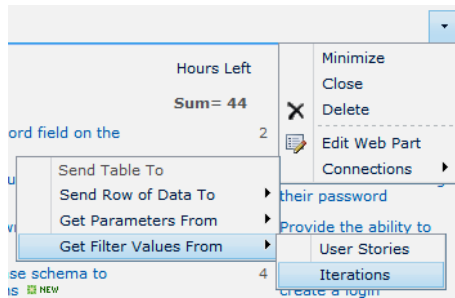 Hours Left
Sum= 44
ord field on the 2
Minimize
Close
Delete
Edit Web Part
Connections
their password
Provide the ability to
Send Table To
Send Row of Data To
Get Parameters From
Get Filter Values From
User Stories
Iterations
se schema to 4
NEW
create a login